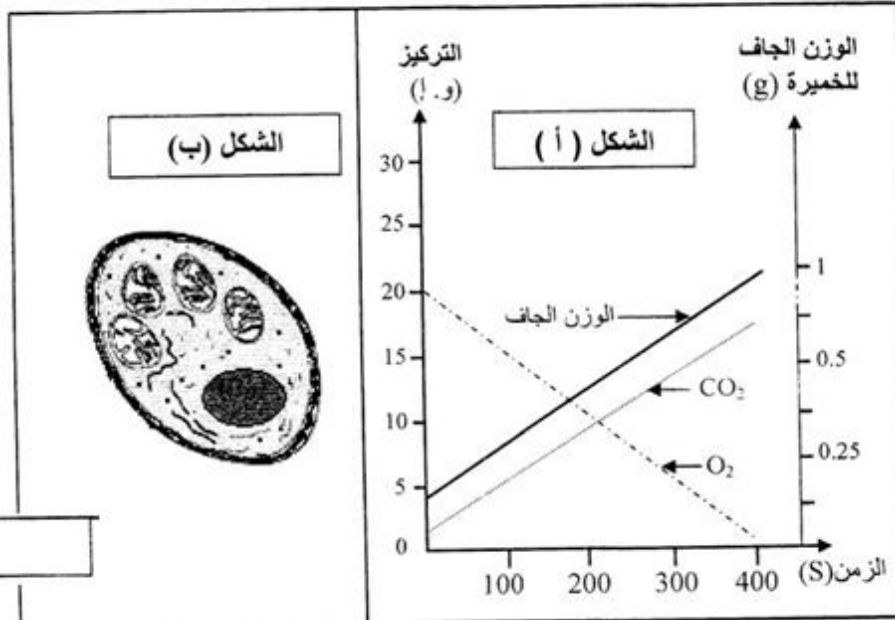 الوزن الجاف
للخميرة (g)
التركيز
(و. إ)
الشكل ( أ )
الشكل (ب)
30
25
20
15
10
5
0
1
0.5
0.25
الوزن الجاف
CO₂
O₂
100
200
300
400
الزمن(S)